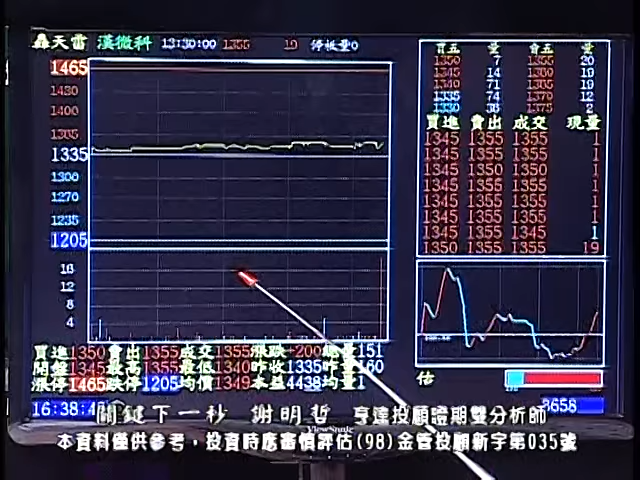 轟天雷 漢微科 13:30:00 1355 19 停板量0
1465
1430
1400
1365
1335
1300
1270
1235
1205
16
12
8
4
買五 量 賣五 量
1350 7 1355 20
1345 14 1360 19
1340 71 1365 19
1335 74 1370 12
1330 38 1375 2
買進 賣出 成交 現量
1345 1355 1355 1
1345 1355 1355 1
1345 1350 1350 1
1345 1355 1355 1
1345 1355 1355 1
1345 1355 1355 1
1345 1355 1345 1
1350 1355 1355 19
估
買進1350賣出1355成交1355漲跌+200總量151
開盤1345最高1355最低1340昨收1335昨量160
漲停1465跌停1205均價1349本益4438均量1
16:38:4
8658
關鍵下一秒 謝明哲 亨達投顧證期雙分析師
ViewSonic
本資料僅供參考，投資時應審慎評估(98)金管投顧新字第035號